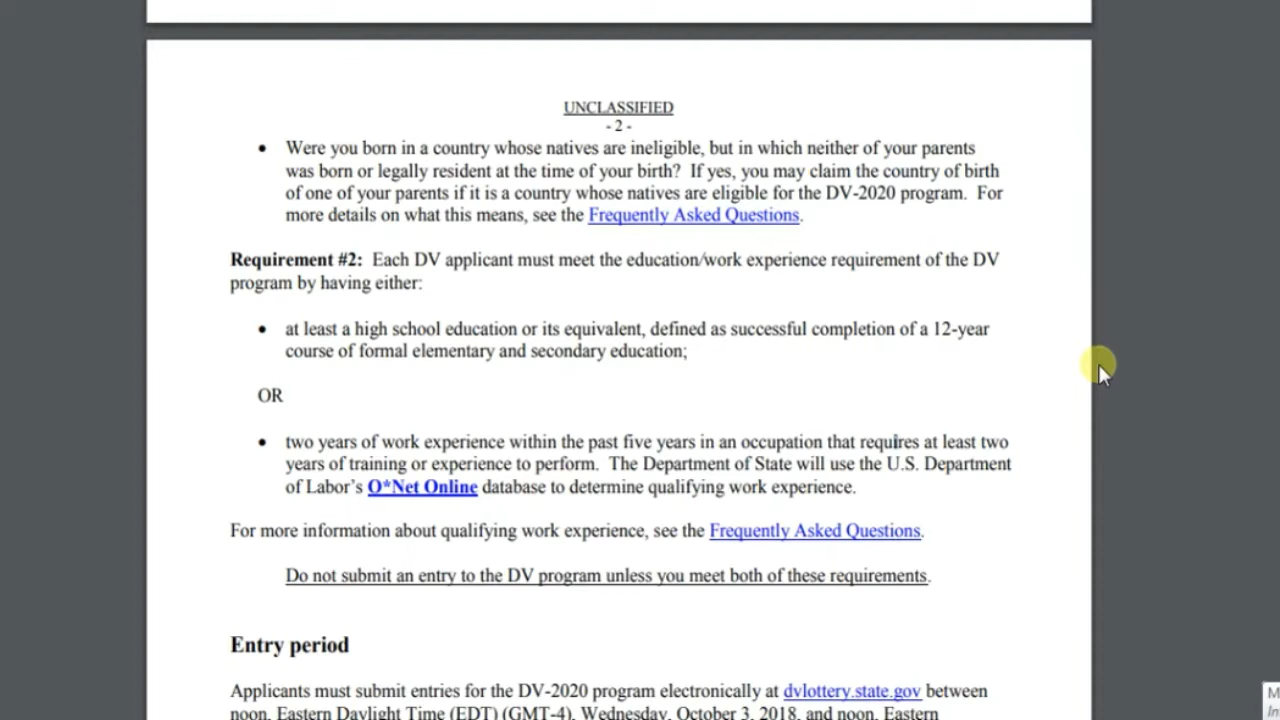 UNCLASSIFIED
- 2 -
• Were you born in a country whose natives are ineligible, but in which neither of your parents
was born or legally resident at the time of your birth?  If yes, you may claim the country of birth
of one of your parents if it is a country whose natives are eligible for the DV-2020 program.  For
more details on what this means, see the Frequently Asked Questions.
Requirement #2:  Each DV applicant must meet the education/work experience requirement of the DV
program by having either:
• at least a high school education or its equivalent, defined as successful completion of a 12-year
course of formal elementary and secondary education;
OR
• two years of work experience within the past five years in an occupation that requires at least two
years of training or experience to perform.  The Department of State will use the U.S. Department
of Labor's O*Net Online database to determine qualifying work experience.
For more information about qualifying work experience, see the Frequently Asked Questions.
Do not submit an entry to the DV program unless you meet both of these requirements.
Entry period
Applicants must submit entries for the DV-2020 program electronically at dvlottery.state.gov between
noon, Eastern Daylight Time (EDT) (GMT-4), Wednesday, October 3, 2018, and noon, Eastern